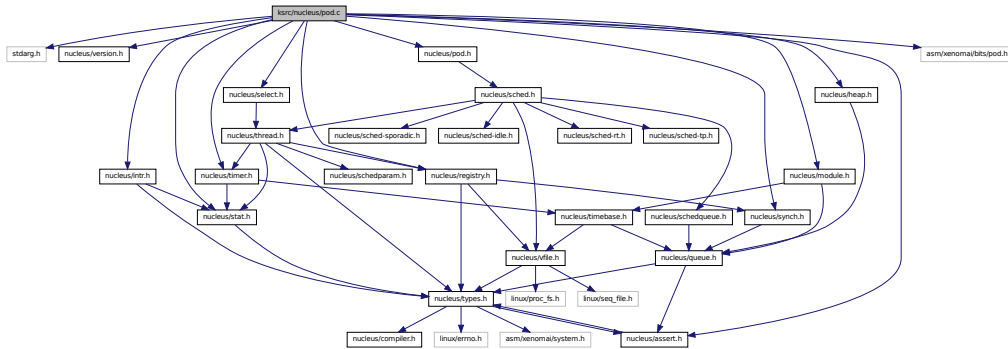 ksrc/nucleus/pod.c
stdarg.h
nucleus/version.h
nucleus/pod.h
asm/xenomai/bits/pod.h
nucleus/select.h
nucleus/sched.h
nucleus/heap.h
nucleus/thread.h
nucleus/sched-sporadic.h
nucleus/sched-idle.h
nucleus/sched-rt.h
nucleus/sched-tp.h
nucleus/intr.h
nucleus/timer.h
nucleus/schedparam.h
nucleus/registry.h
nucleus/module.h
nucleus/stat.h
nucleus/timebase.h
nucleus/schedqueue.h
nucleus/synch.h
nucleus/vfile.h
nucleus/queue.h
nucleus/types.h
linux/proc_fs.h
linux/seq_file.h
nucleus/compiler.h
linux/errno.h
asm/xenomai/system.h
nucleus/assert.h